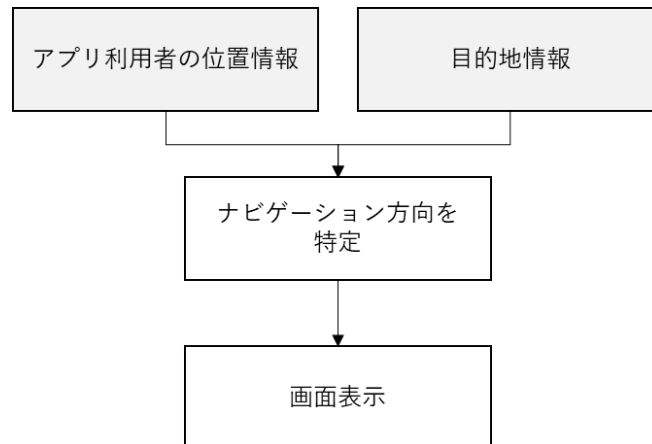 アプリ利用者の位置情報
目的地情報
ナビゲーション方向を
特定
画面表示